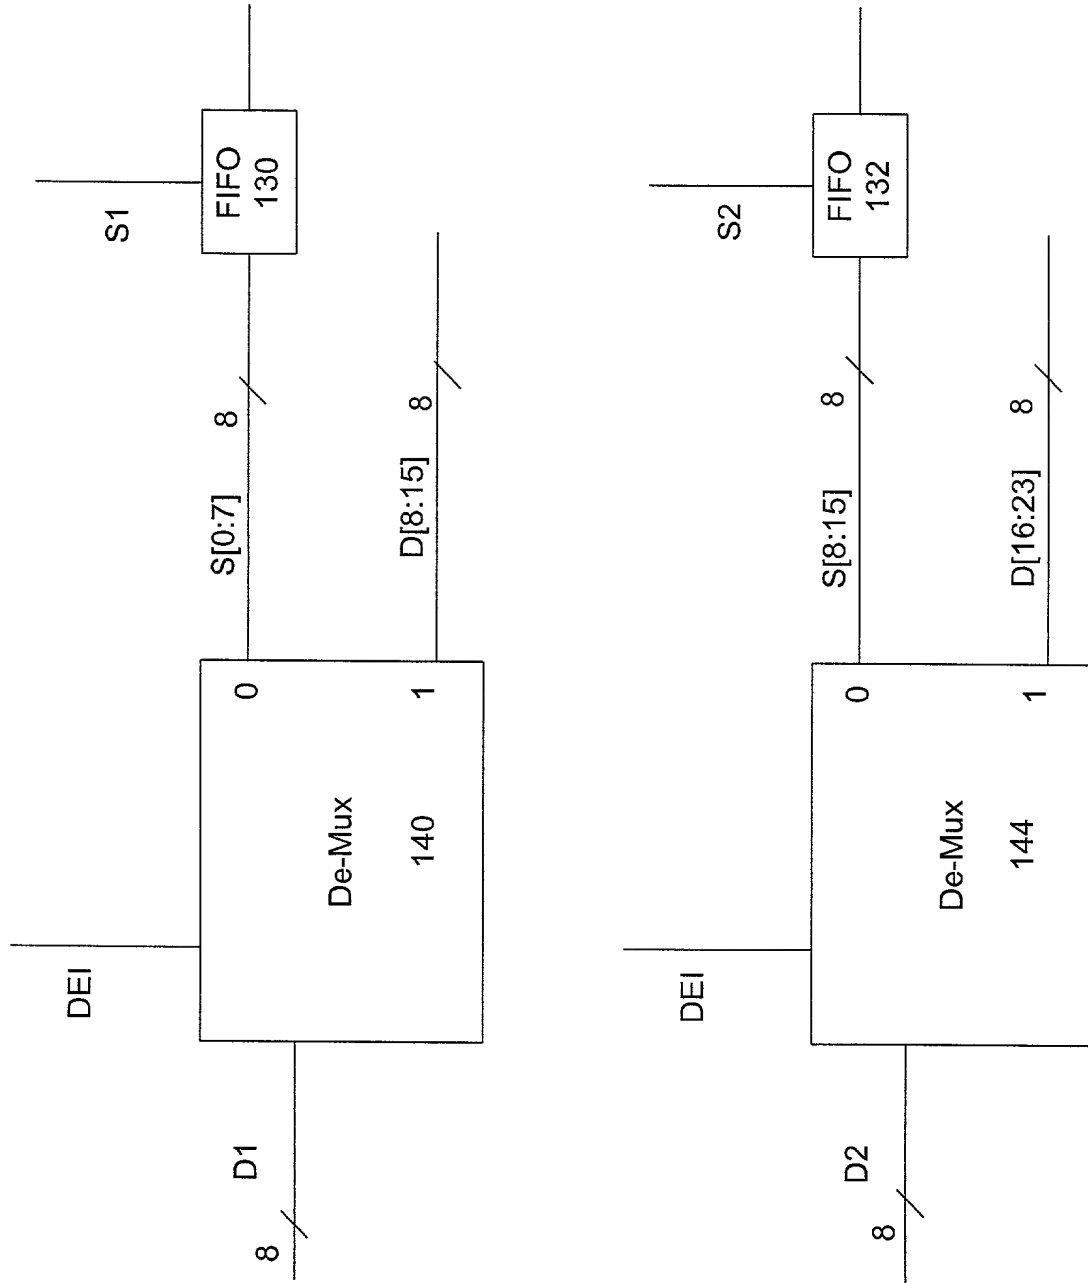 DEI
D1
8
De-Mux
140
0
1
S[0:7]
8
D[8:15]
8
S1
FIFO
130
DEI
D2
8
De-Mux
144
0
1
S[8:15]
8
D[16:23]
8
S2
FIFO
132